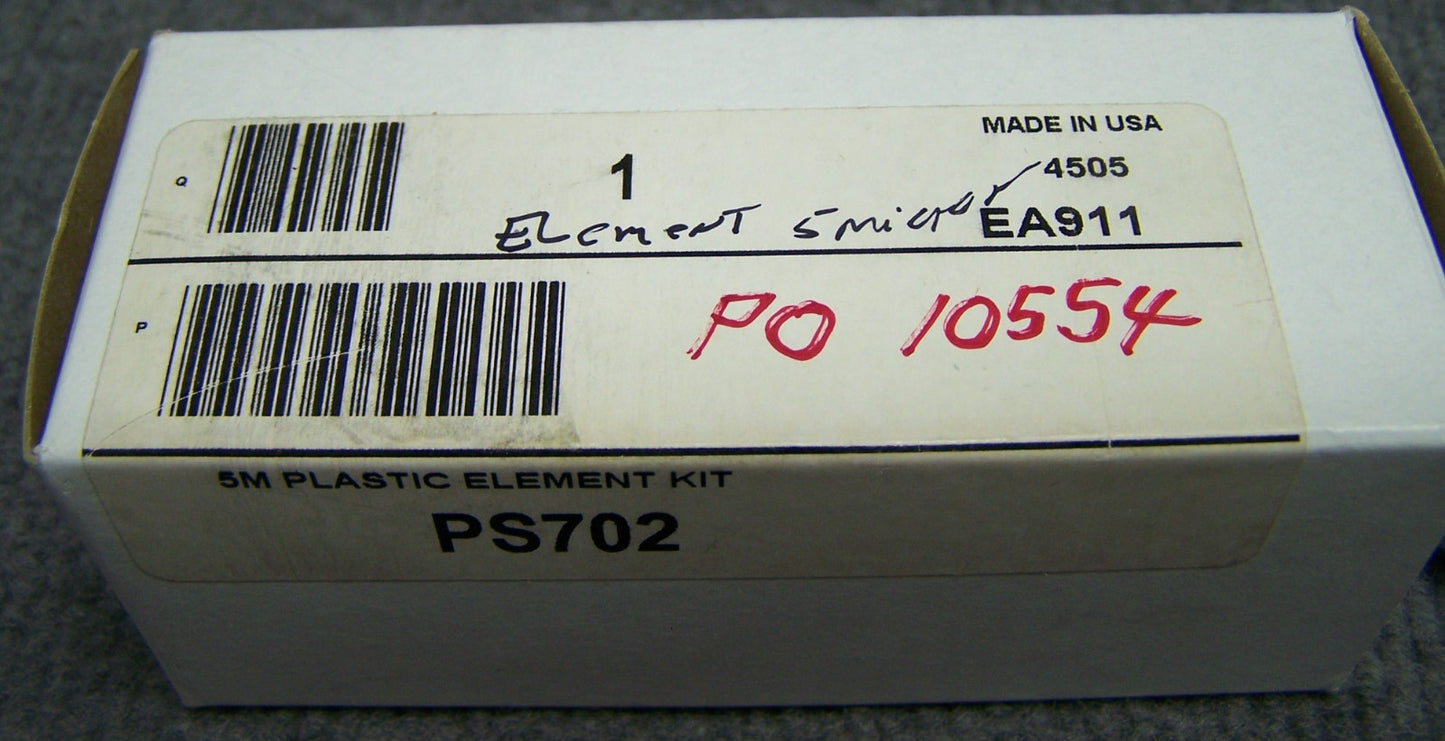 MADE IN USA
Q
1
4505
Element 5micron
EA911
P
PO 10554
5M PLASTIC ELEMENT KIT
PS702